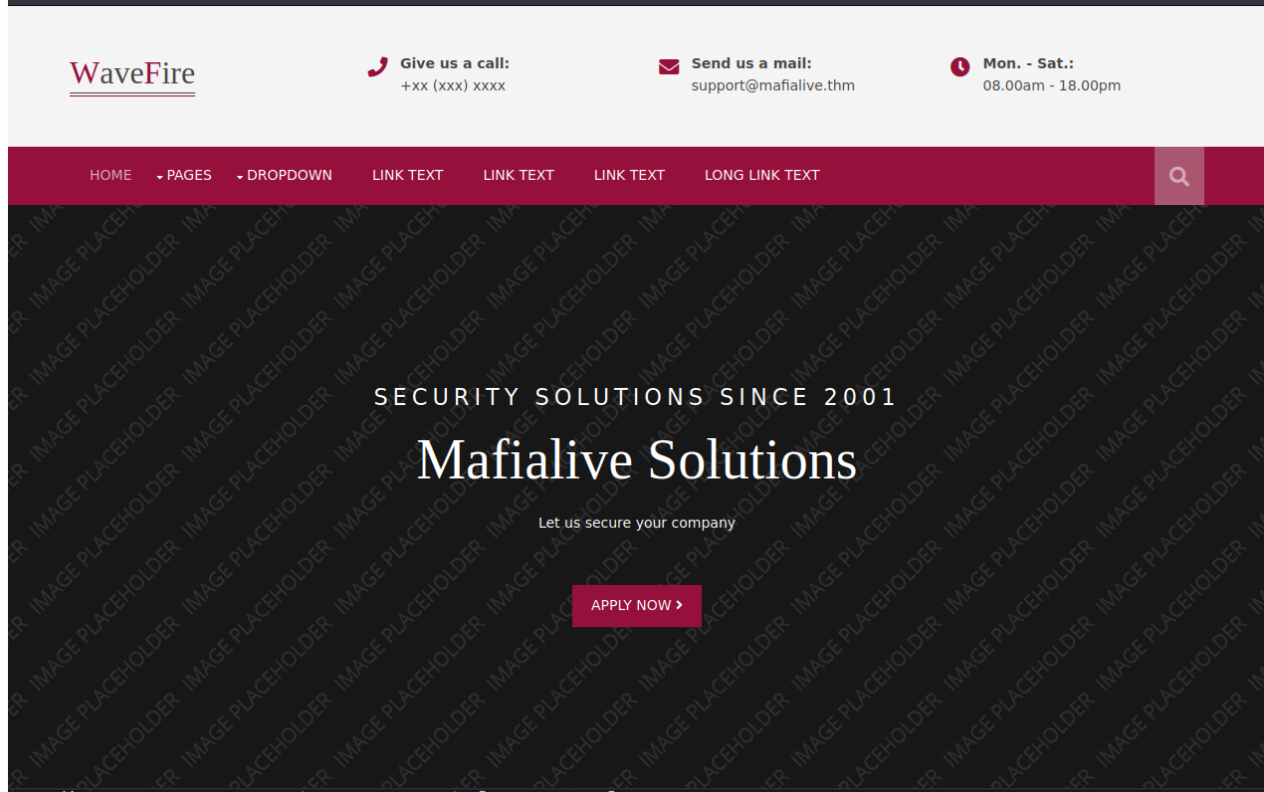 WaveFire
Give us a call:
+xx (xxx) xxxx
Send us a mail:
support@mafialive.thm
Mon. - Sat.:
08.00am - 18.00pm
HOME PAGES DROPDOWN LINK TEXT LINK TEXT LINK TEXT LONG LINK TEXT
SECURITY SOLUTIONS SINCE 2001
Mafialive Solutions
Let us secure your company
APPLY NOW
IMAGE PLACEHOLDER